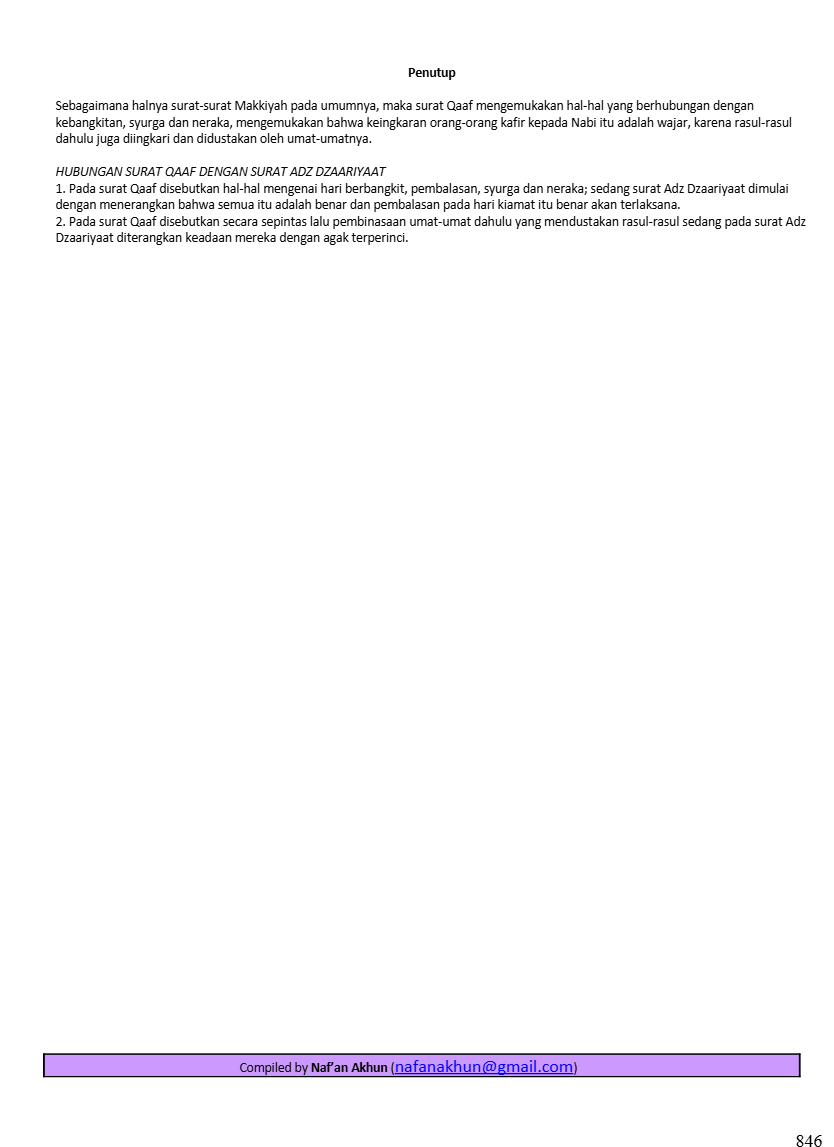 Penutup
Sebagaimana halnya surat-surat Makkiyah pada umumnya, maka surat Qaaf mengemukakan hal-hal yang berhubungan dengan
kebangkitan, syurga dan neraka, mengemukakan bahwa keingkaran orang-orang kafir kepada Nabi itu adalah wajar, karena rasul-rasul
dahulu juga diingkari dan didustakan oleh umat-umatnya.
HUBUNGAN SURAT QAAF DENGAN SURAT ADZ DZAARIYAAT
1. Pada surat Qaaf disebutkan hal-hal mengenai hari berbangkit, pembalasan, syurga dan neraka; sedang surat Adz Dzaariyaat dimulai
dengan menerangkan bahwa semua itu adalah benar dan pembalasan pada hari kiamat itu benar akan terlaksana.
2. Pada surat Qaaf disebutkan secara sepintas lalu pembinasaan umat-umat dahulu yang mendustakan rasul-rasul sedang pada surat Adz
Dzaariyaat diterangkan keadaan mereka dengan agak terperinci.
Compiled by Naf’an Akhun (nafanakhun@gmail.com)
846